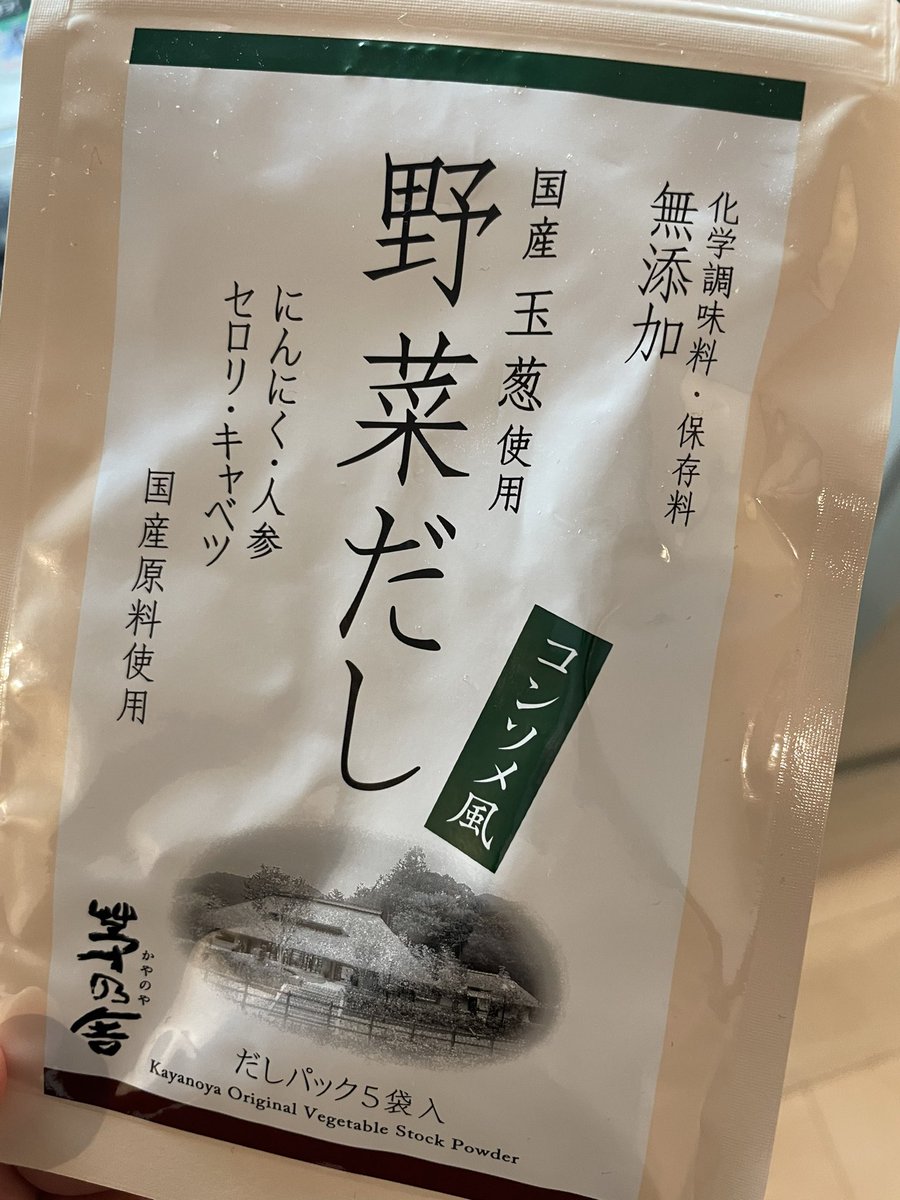 化学調味料・保存料
無添加
国産 玉葱使用
野菜だし
コンソメ風
にんにく・人参
セロリ・キャベツ
国産原料使用
茅乃舎
かやのや
だしパック5袋入
Kayanoya Original Vegetable Stock Powder